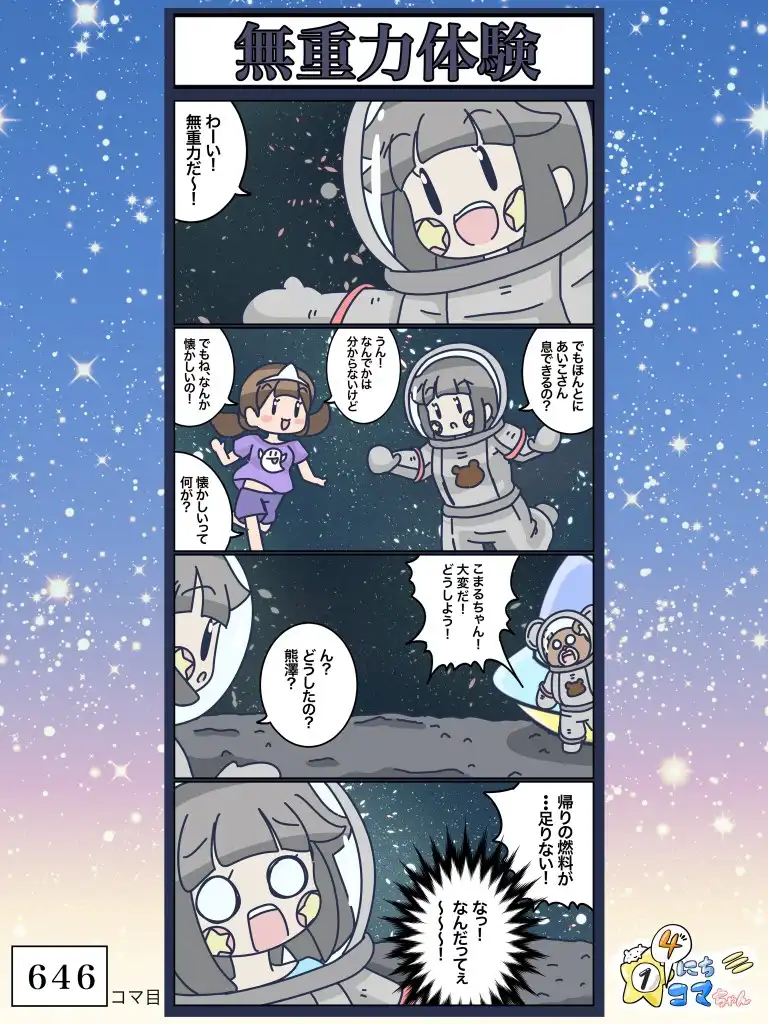 無重力体験
わーい！
無重力だ～！
でもほんとに
あいこさん
息できるの？
うん！
なんでかは
分からないけど
でもね、なんか
懐かしいの！
懐かしいって
何が？
こまるちゃん！
大変だ！
どうしよう！
ん？
どうしたの？
熊澤？
帰りの燃料が
…足りない！
なっ！
なんだってぇ
～～～！
646
コマ目
1
4
にち
コマ
ちゃん